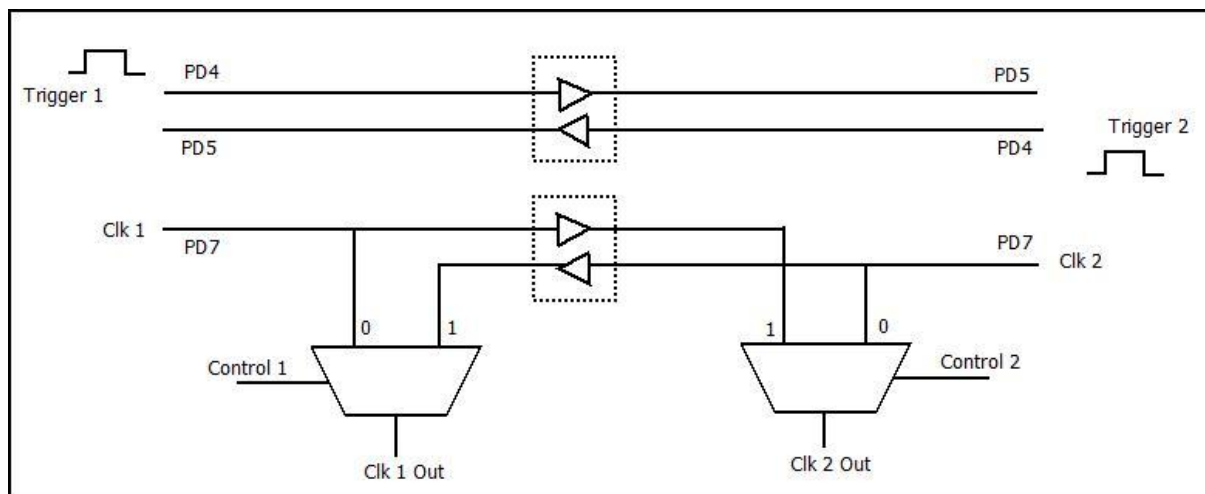 PD4
PD5
Trigger 1
PD5
PD4
Trigger 2
Clk 1
PD7
PD7
Clk 2
0
1
1
0
Control 1
Control 2
Clk 1 Out
Clk 2 Out